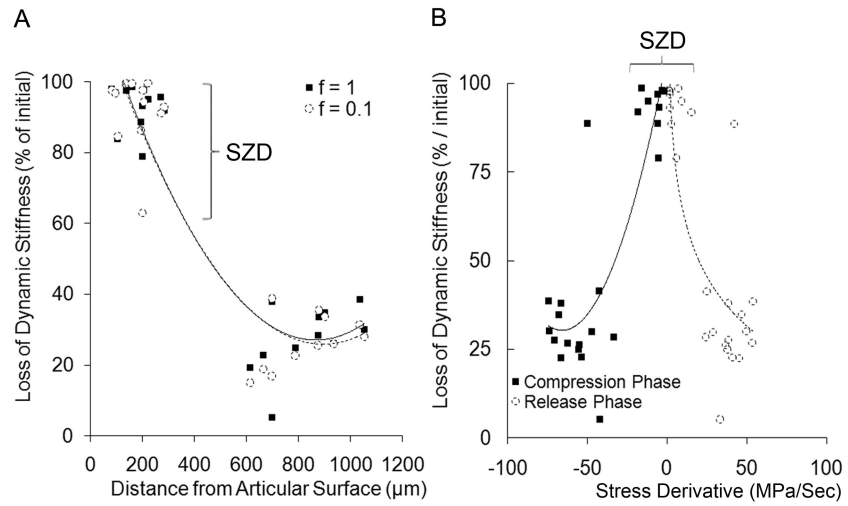 A
Loss of Dynamic Stiffness (% of initial)
100
80
60
40
20
0
0 200 400 600 800 1000 1200
Distance from Articular Surface (µm)
f = 1
f = 0.1
SZD
B
SZD
Loss of Dynamic Stiffness (% / initial)
100
75
50
25
0
-100 -50 0 50 100
Stress Derivative (MPa/Sec)
Compression Phase
Release Phase